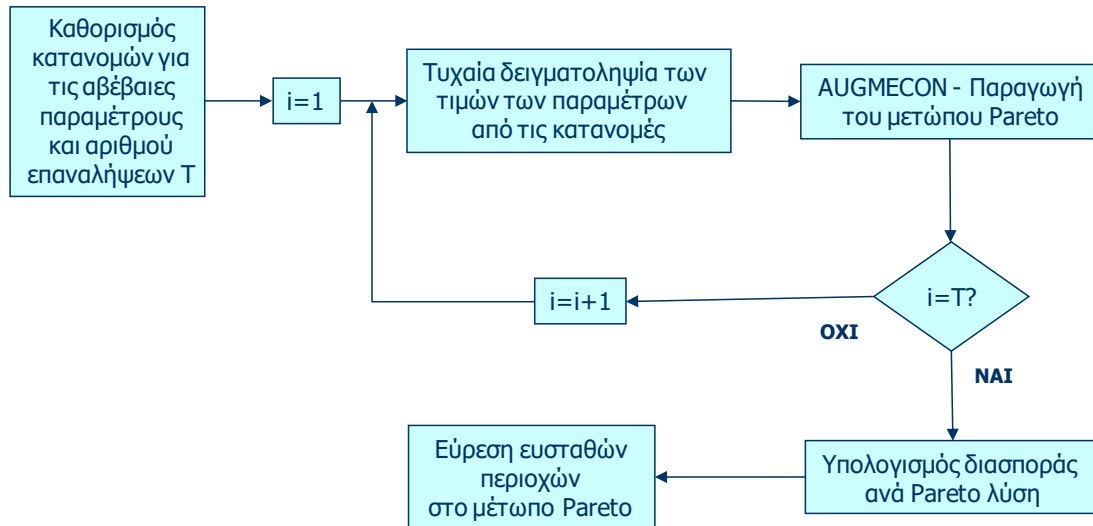 Καθορισμός
κατανομών για
τις αβέβαιες
παραμέτρους
και αριθμού
επαναλήψεων Τ
i=1
Τυχαία δειγματοληψία των
τιμών των παραμέτρων
από τις κατανομές
AUGMECON - Παραγωγή
του μετώπου Pareto
i=T?
i=i+1
ΟΧΙ
ΝΑΙ
Υπολογισμός διασποράς
ανά Pareto λύση
Εύρεση ευσταθών
περιοχών
στο μέτωπο Pareto